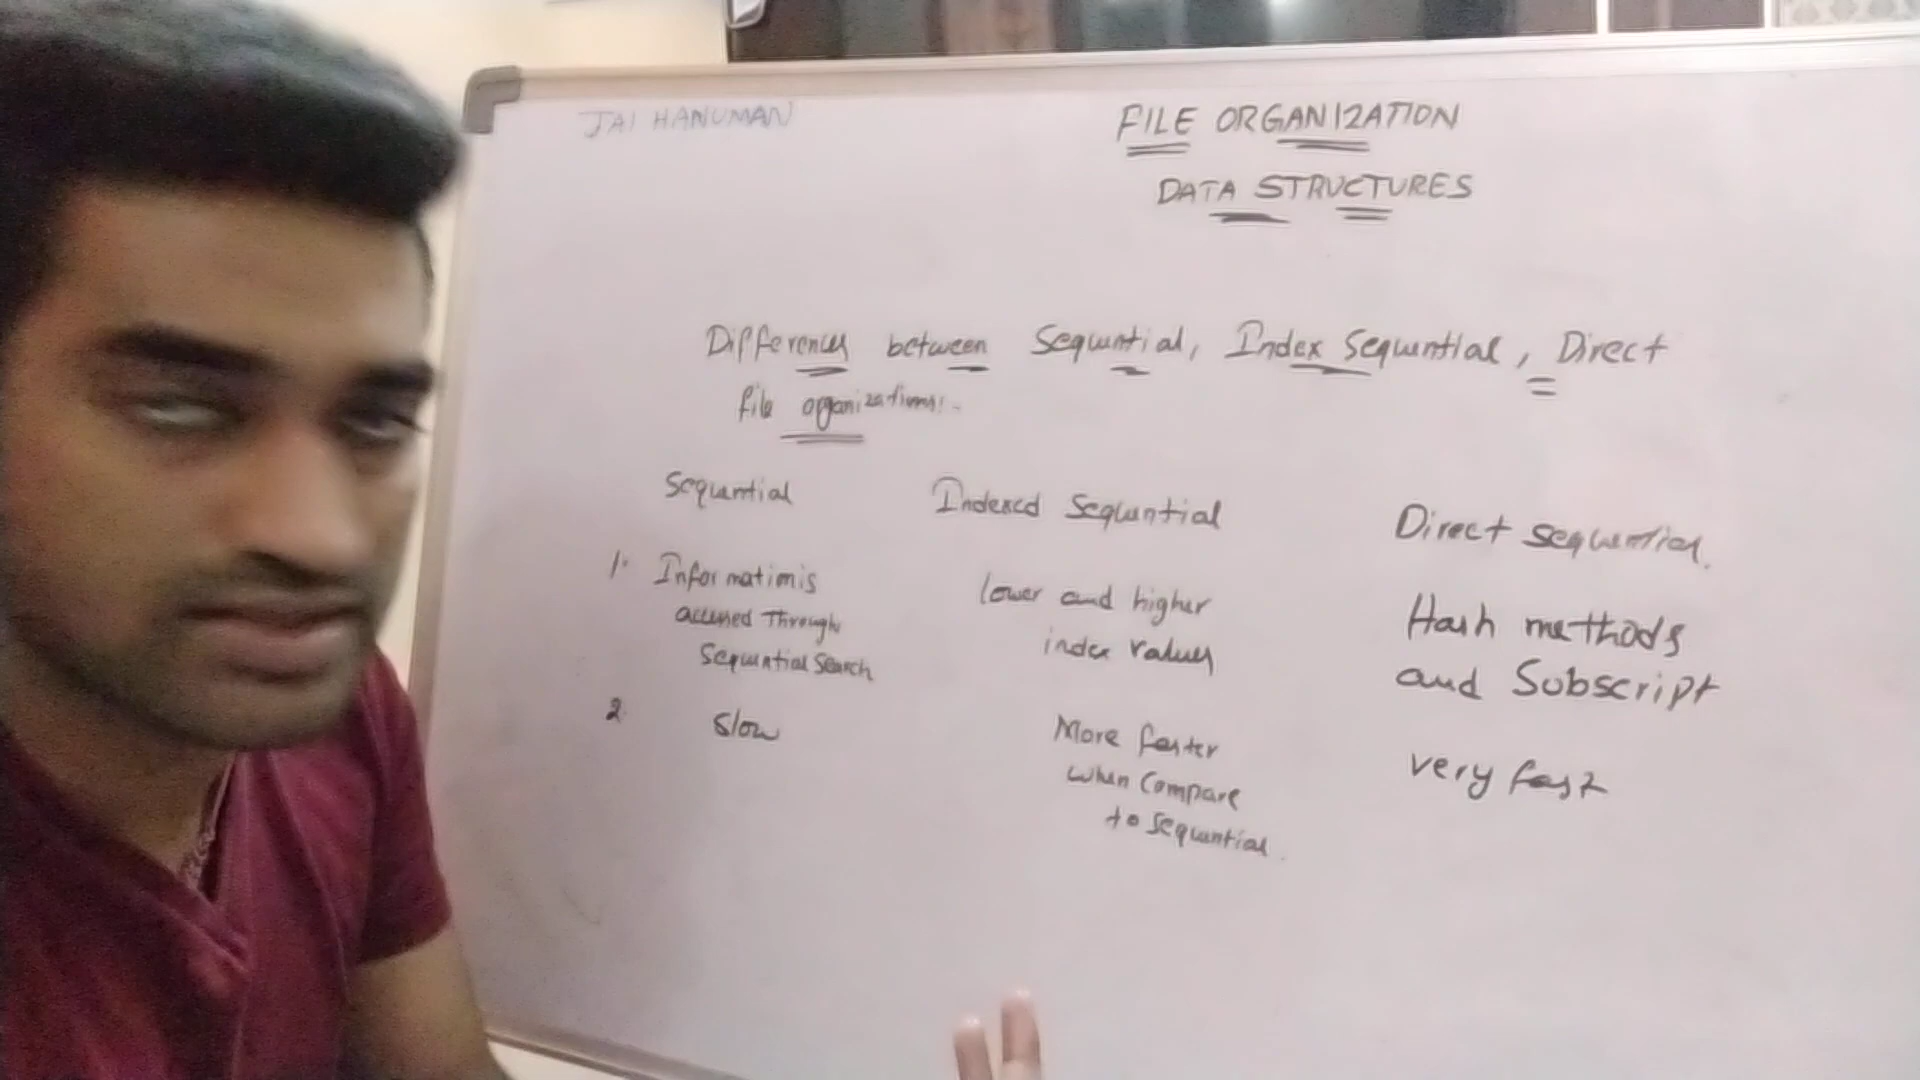 JAI HANUMAN
FILE ORGANIZATION
DATA STRUCTURES
Differences between Sequential, Index Sequential, Direct
file organizations:-
Sequential Indexed Sequential Direct sequential.
1. Information is
accessed through
Sequential Search
lower and higher
index values
Hash methods
and Subscript
2. Slow
More faster
when compare
to sequential.
very fast